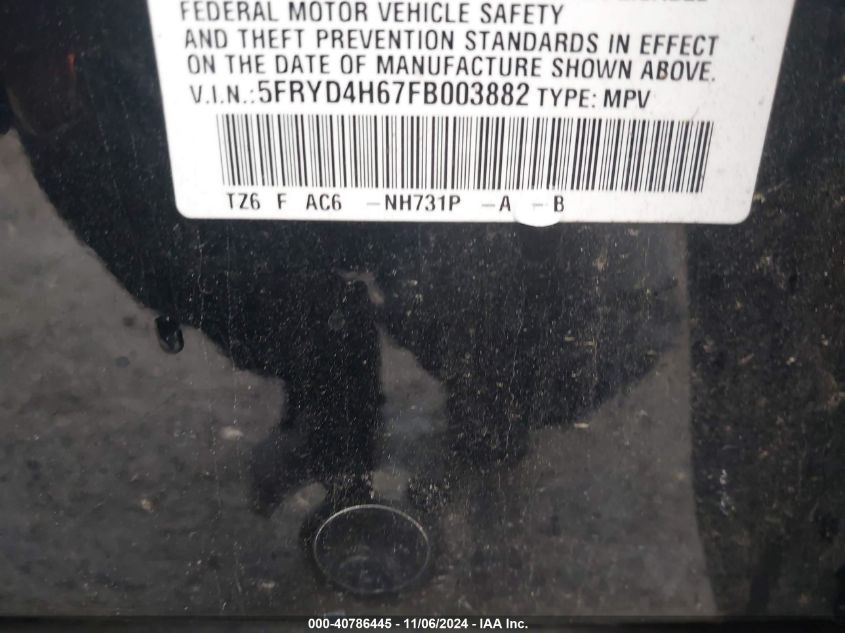 FEDERAL MOTOR VEHICLE SAFETY
AND THEFT PREVENTION STANDARDS IN EFFECT
ON THE DATE OF MANUFACTURE SHOWN ABOVE.
V.I.N.:5FRYD4H67FB003882 TYPE: MPV
TZ6 F AC6 -NH731P -A -B
000-40786445 - 11/06/2024 - IAA Inc.